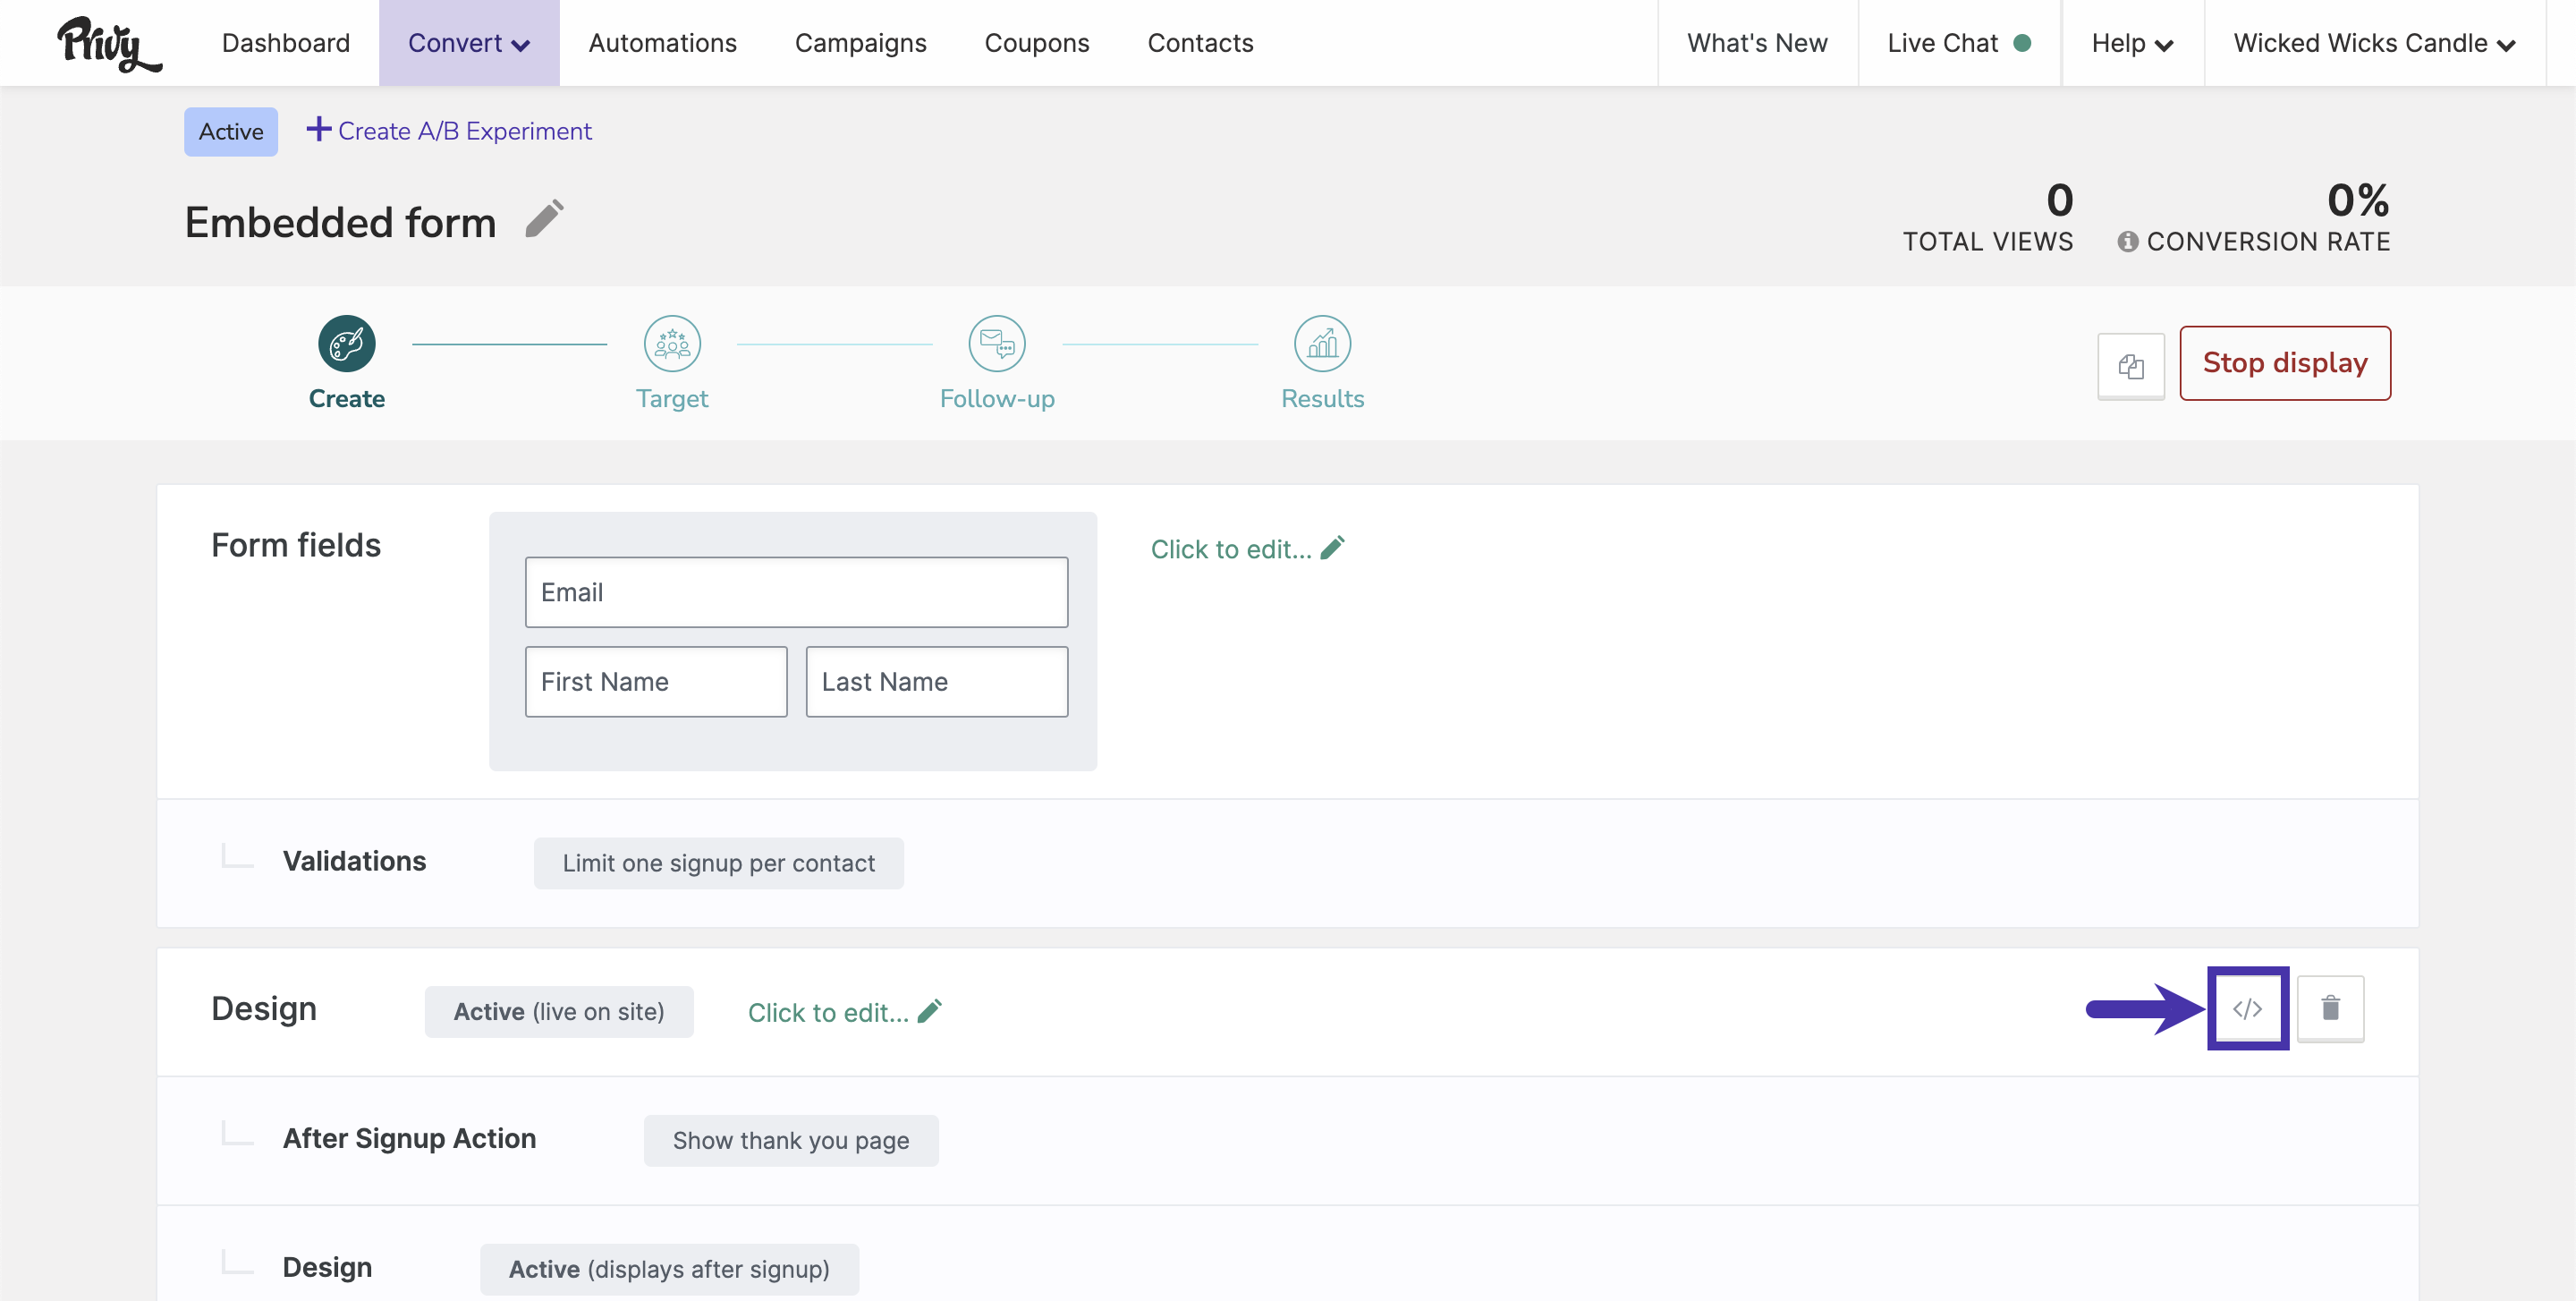 Privy Dashboard Convert Automations Campaigns Coupons Contacts What's New Live Chat Help Wicked Wicks Candle
Active + Create A/B Experiment
Embedded form
0 0%
TOTAL VIEWS CONVERSION RATE
Create Target Follow-up Results
Stop display
Form fields
Click to edit...
Email
First Name Last Name
Validations Limit one signup per contact
Design Active (live on site) Click to edit... </>
After Signup Action Show thank you page
Design Active (displays after signup)